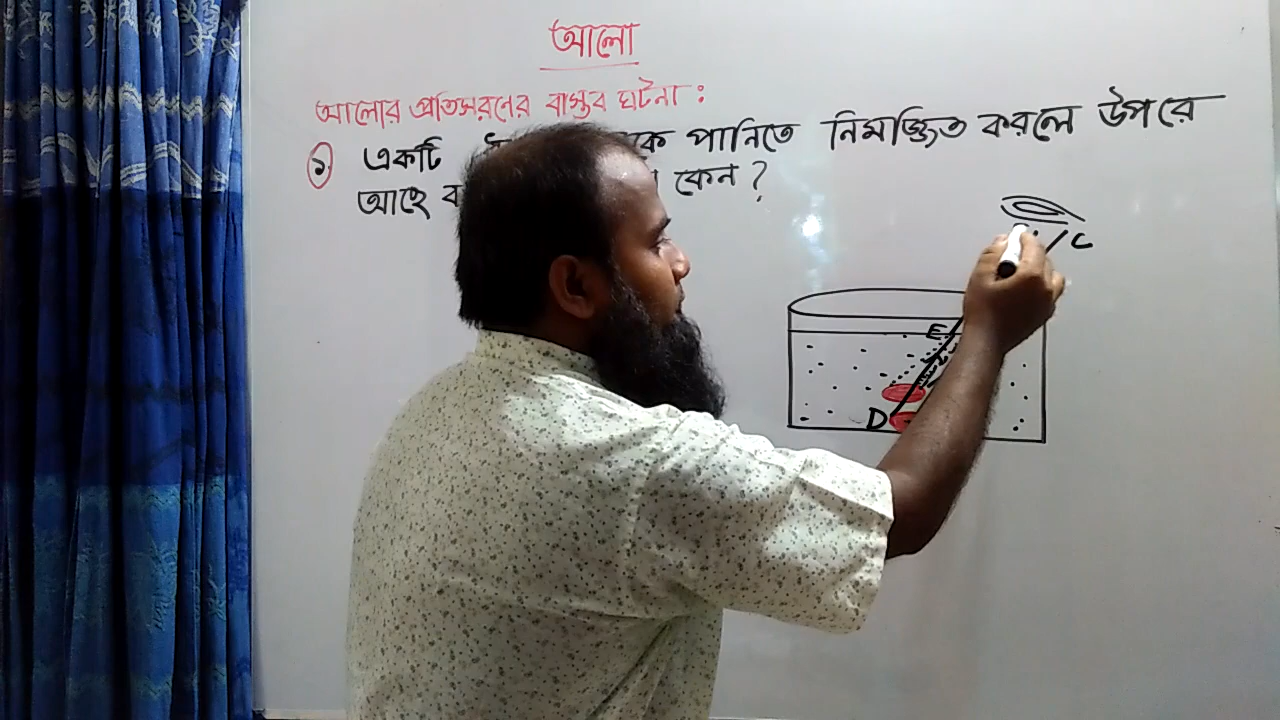 আলো
আলোর প্রতিসরণের বাস্তব ঘটনা :
১. একটি কে পানিতে নিমজ্জিত করলে উপরে
আছে কেন ?
C
E
D